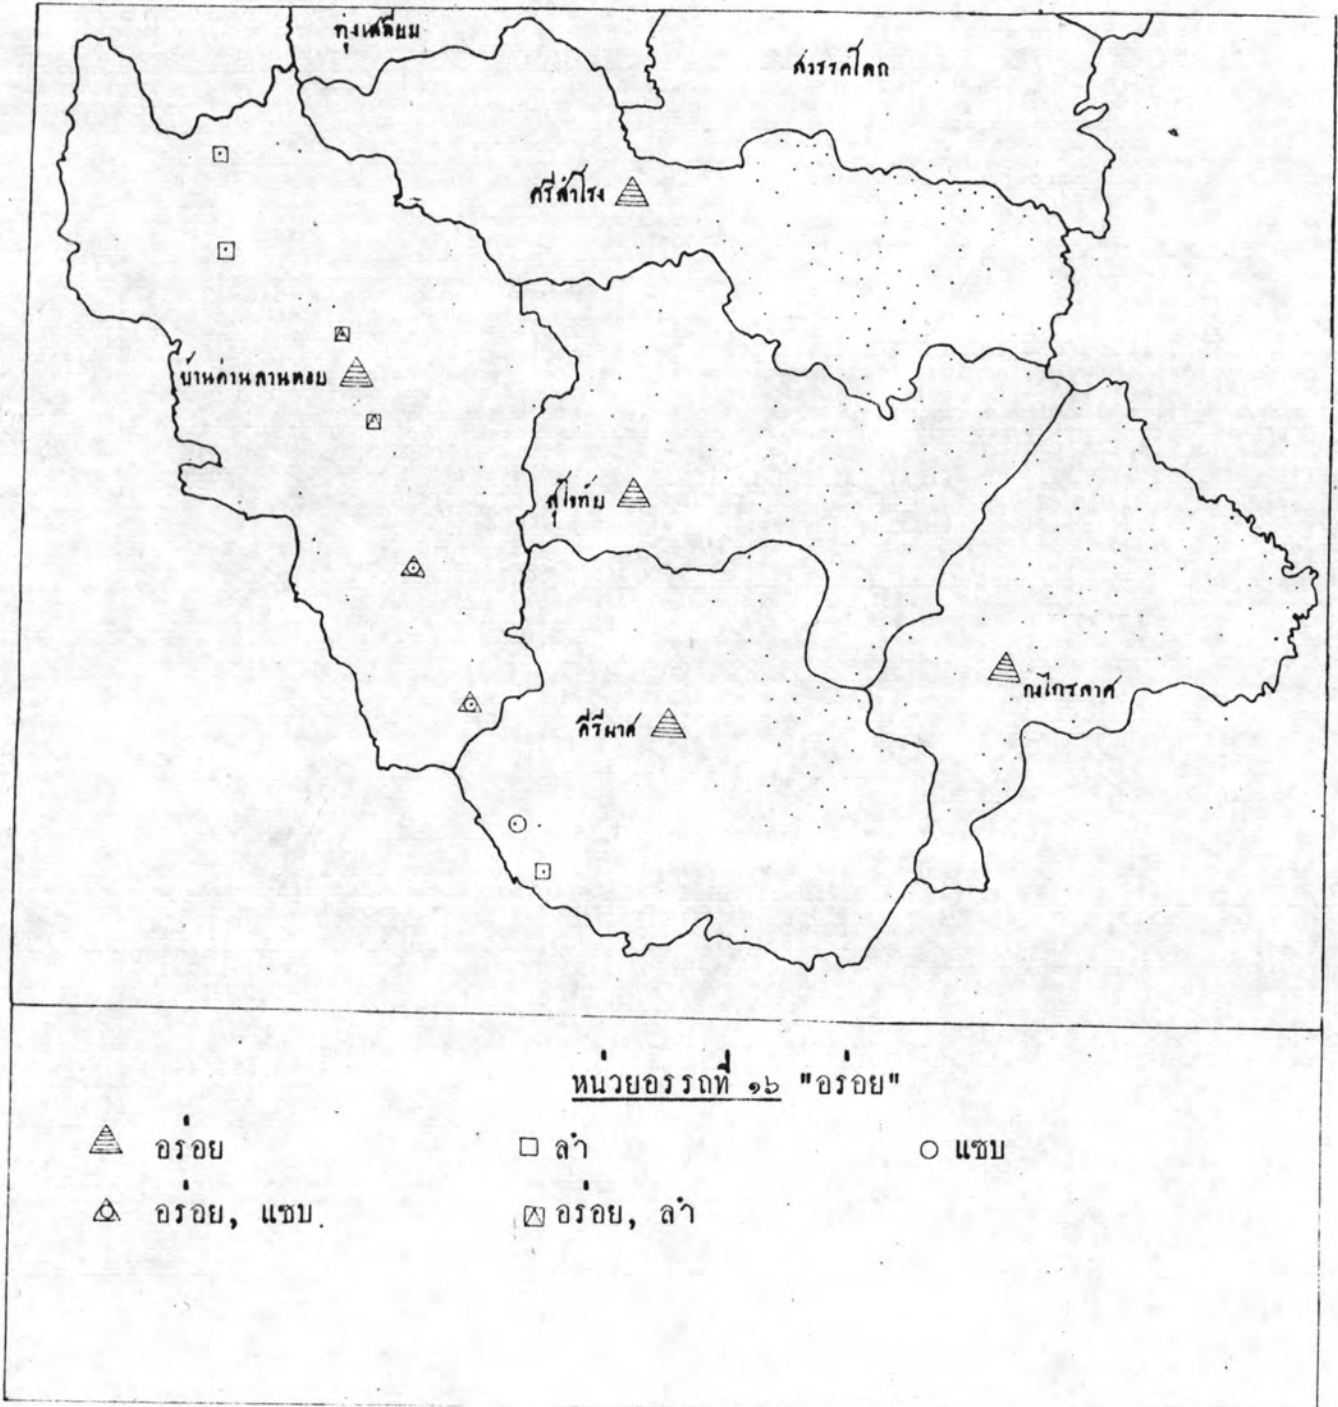 ทุ่งเสลี่ยม
สวรรคโลก
ศรีสำโรง
บ้านด่านลานหอย
สุโขทัย
กงไกรลาศ
คีรีมาศ
หน่วยอรรถที่ ๑๖ "อร่อย"
อร่อย
ลำ
แซบ
อร่อย, แซบ
อร่อย, ลำ